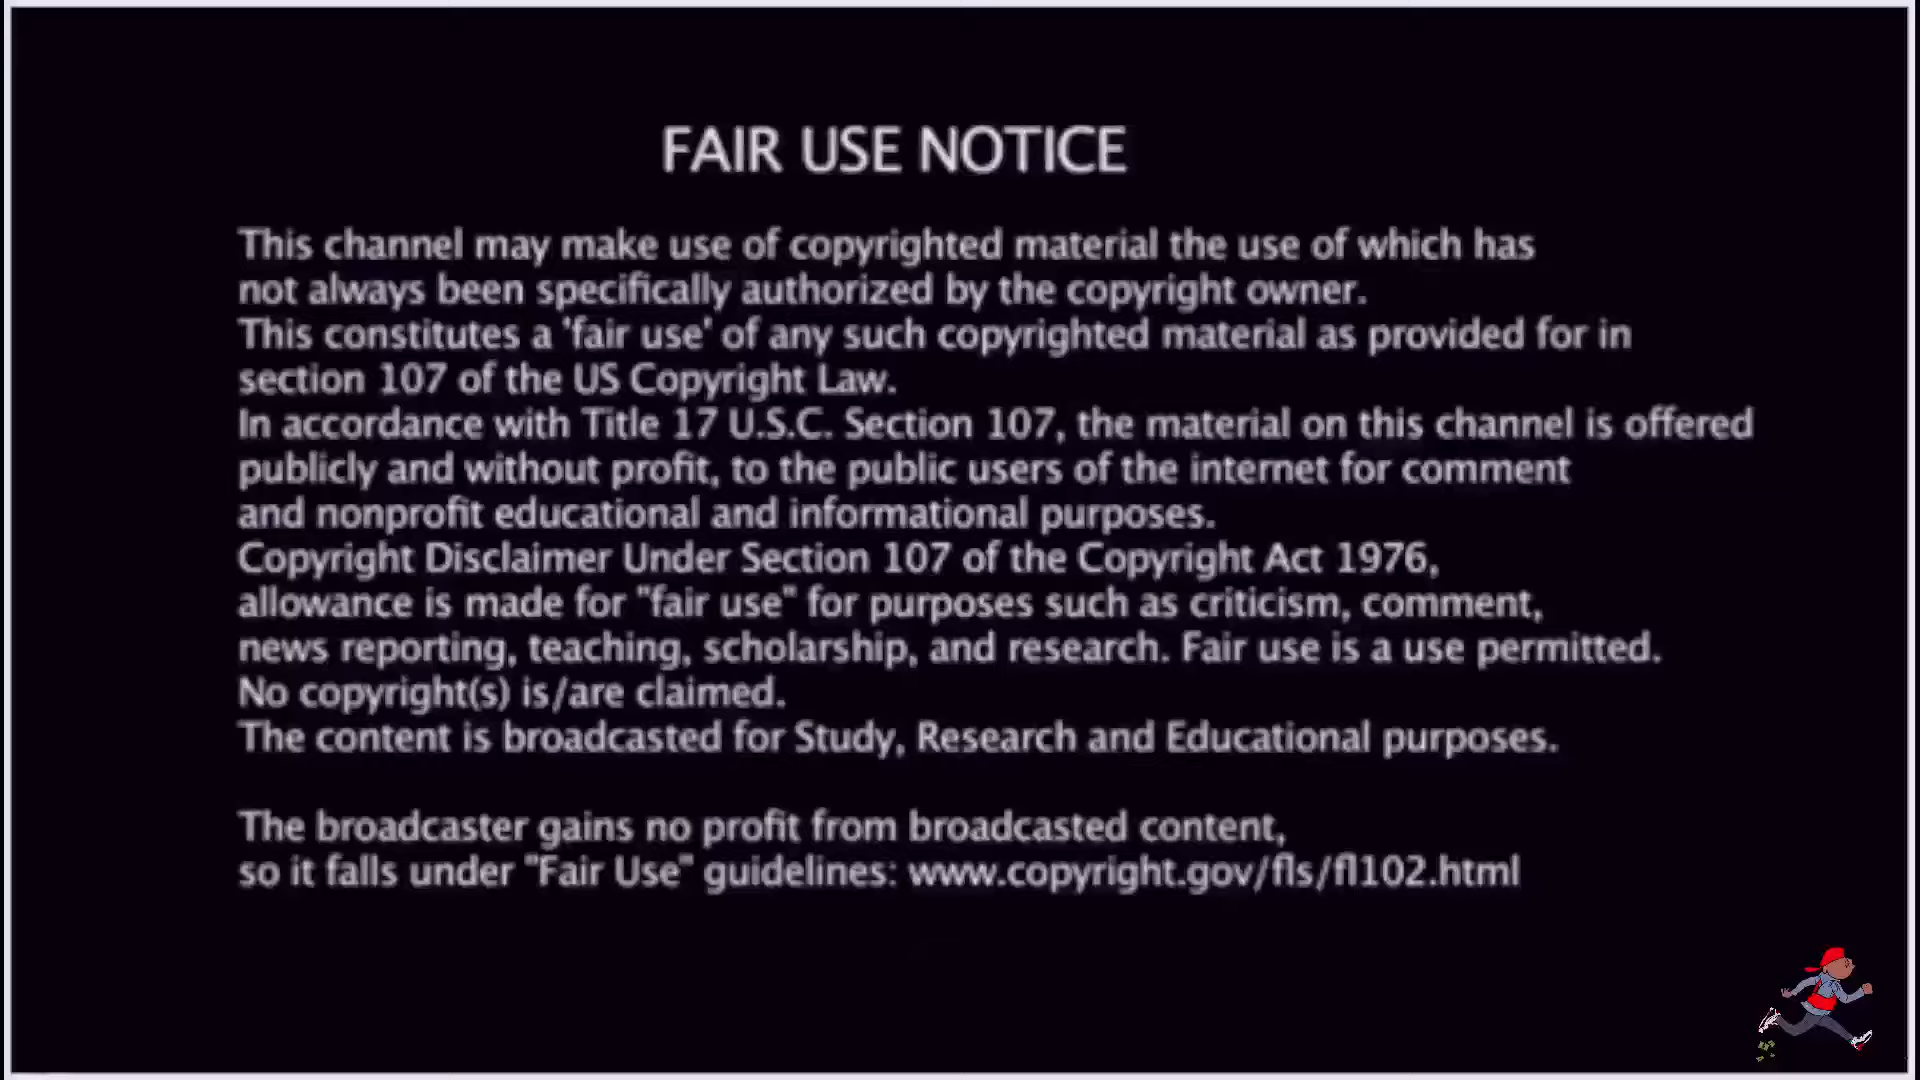 FAIR USE NOTICE
This channel may make use of copyrighted material the use of which has
not always been specifically authorized by the copyright owner.
This constitutes a 'fair use' of any such copyrighted material as provided for in
section 107 of the US Copyright Law.
In accordance with Title 17 U.S.C. Section 107, the material on this channel is offered
publicly and without profit, to the public users of the internet for comment
and nonprofit educational and informational purposes.
Copyright Disclaimer Under Section 107 of the Copyright Act 1976,
allowance is made for "fair use" for purposes such as criticism, comment,
news reporting, teaching, scholarship, and research. Fair use is a use permitted.
No copyright(s) is/are claimed.
The content is broadcasted for Study, Research and Educational purposes.
The broadcaster gains no profit from broadcasted content,
so it falls under "Fair Use" guidelines: www.copyright.gov/fls/fl102.html